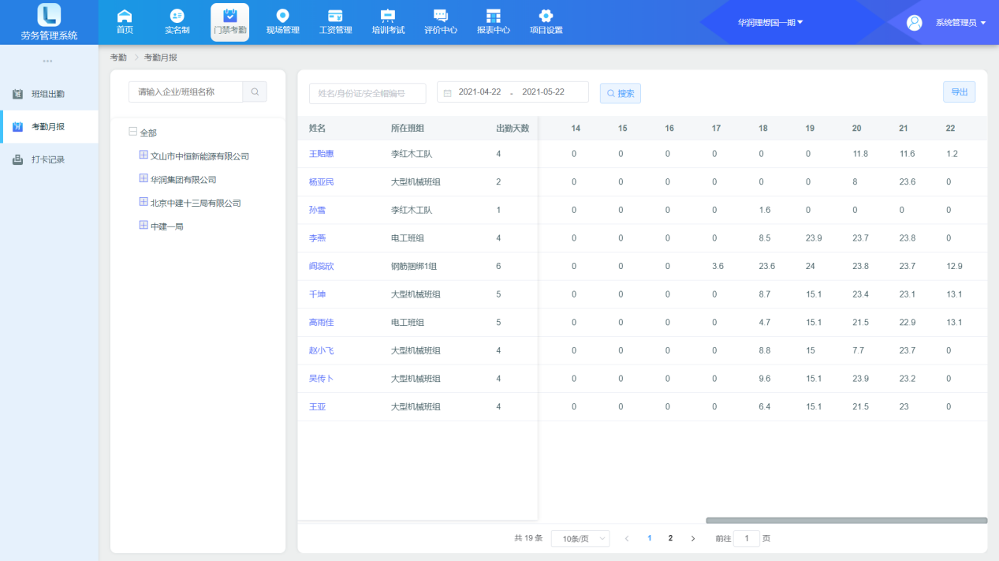 首页 实名制 门禁考勤 现场管理 工资管理 培训考试 评价中心 报表中心 项目设置 华润理想国一期 系统管理员
劳务管理系统
考勤 考勤月报
班组出勤
考勤月报
打卡记录
请输入企业/班组名称
全部
文山市中恒新能源有限公司
华润集团有限公司
北京中建十三局有限公司
中建一局
姓名/身份证/安全帽编号 2021-04-22 - 2021-05-22 搜索 导出
姓名 所在班组 出勤天数 14 15 16 17 18 19 20 21 22
王贻惠 李红木工队 4 0 0 0 0 0 0 11.8 11.6 1.2
杨亚民 大型机械班组 2 0 0 0 0 0 0 8 23.6 0
孙雪 李红木工队 1 0 0 0 0 1.6 0 0 0 0
李燕 电工班组 4 0 0 0 0 8.5 23.9 23.7 23.8 0
阎蕊欣 钢筋捆绑1组 6 0 0 0 3.6 23.6 24 23.8 23.7 12.9
千坤 大型机械班组 5 0 0 0 0 8.7 15.1 23.4 23.1 13.1
高雨佳 电工班组 5 0 0 0 0 4.7 15.1 21.5 22.9 13.1
赵小飞 大型机械班组 4 0 0 0 0 8.8 15 7.7 23.7 0
吴传卜 大型机械班组 4 0 0 0 0 9.6 15.1 23.9 23.2 0
王亚 大型机械班组 4 0 0 0 0 6.4 15.1 21.5 23 0
共 19 条 10条/页 1 2 前往 1 页